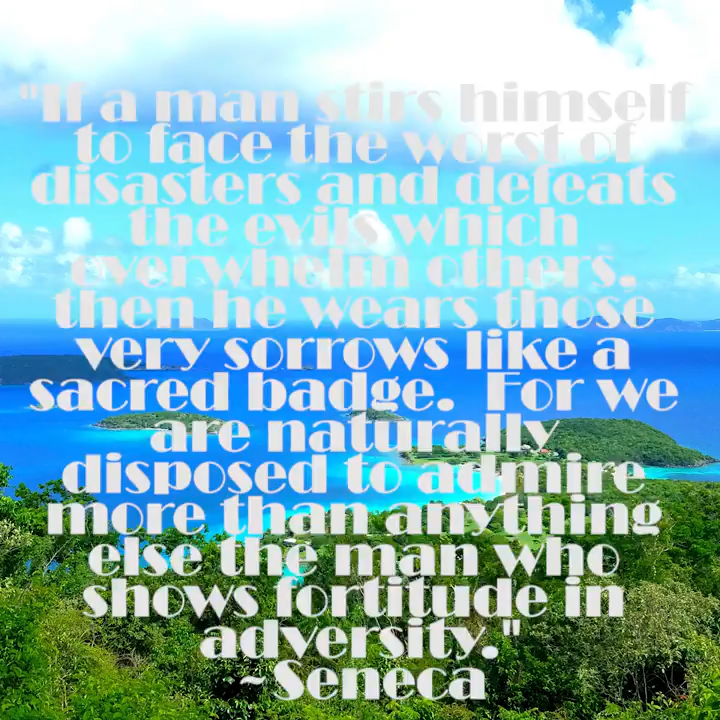 "If a man stirs himself
to face the worst of
disasters and defeats
the evils which
overwhelm others,
then he wears those
very sorrows like a
sacred badge.  For we
are naturally
disposed to admire
more than anything
else the man who
shows fortitude in
adversity."
~Seneca